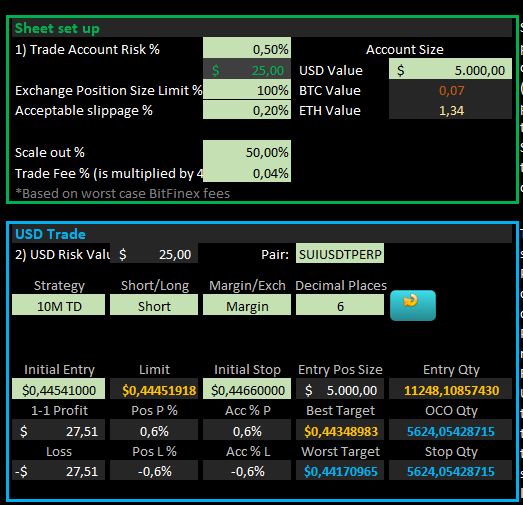 Sheet set up
1) Trade Account Risk % 0,50% Account Size
$ 25,00 USD Value $ 5.000,00
Exchange Position Size Limit % 100% BTC Value 0,07
Acceptable slippage % 0,20% ETH Value 1,34
Scale out % 50,00%
Trade Fee % (is multiplied by 4 0,04%
*Based on worst case BitFinex fees
USD Trade
2) USD Risk Valu $ 25,00 Pair: SUIUSDTPERP
Strategy Short/Long Margin/Exch Decimal Places
10M TD Short Margin 6
Initial Entry Limit Initial Stop Entry Pos Size Entry Qty
$0,44541000 $0,44451918 $0,44660000 $ 5.000,00 11248,10857430
1-1 Profit Pos P % Acc % P Best Target OCO Qty
$ 27,51 0,6% 0,6% $0,44348983 5624,05428715
Loss Pos L % Acc % L Worst Target Stop Qty
-$ 27,51 -0,6% -0,6% $0,44170965 5624,05428715